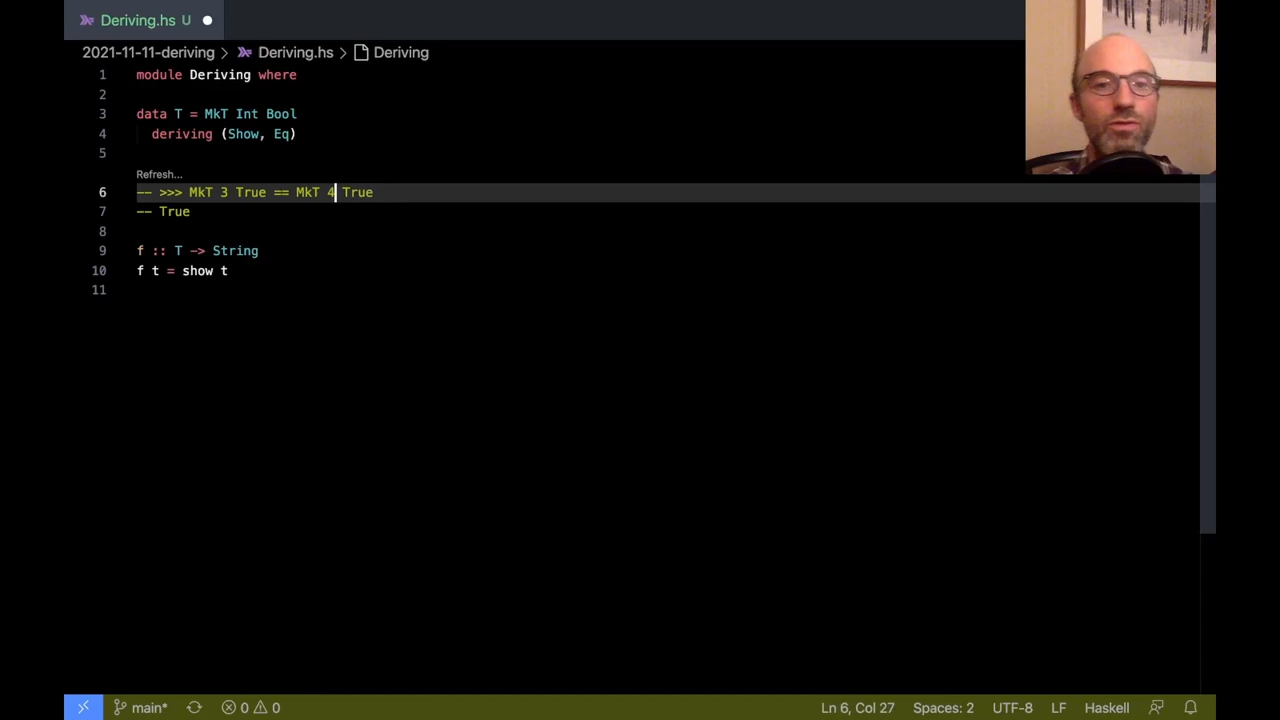 Deriving.hs U
2021-11-11-deriving > Deriving.hs > Deriving
1 module Deriving where
2
3 data T = MkT Int Bool
4 deriving (Show, Eq)
5
Refresh...
6 -- >>> MkT 3 True == MkT 4 True
7 -- True
8
9 f :: T -> String
10 f t = show t
11
main* 0 0 Ln 6, Col 27 Spaces: 2 UTF-8 LF Haskell